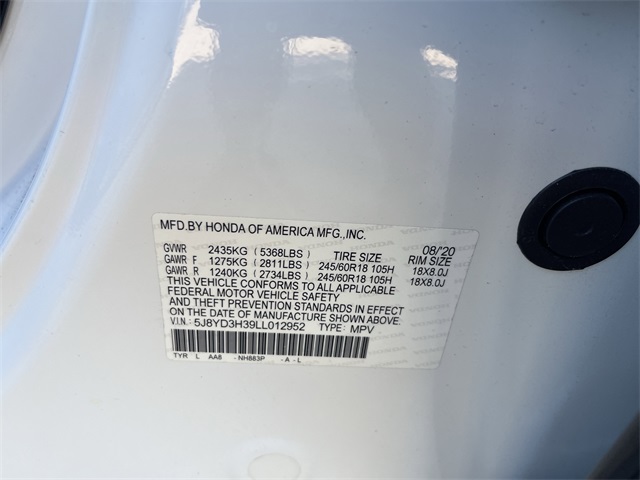 MFD.BY HONDA OF AMERICA MFG.,INC. 08/'20
GVWR 2435KG ( 5368LBS ) TIRE SIZE RIM SIZE
GAWR F 1275KG ( 2811LBS ) 245/60R18 105H 18X8.0J
GAWR R 1240KG ( 2734LBS ) 245/60R18 105H 18X8.0J
THIS VEHICLE CONFORMS TO ALL APPLICABLE
FEDERAL MOTOR VEHICLE SAFETY
AND THEFT PREVENTION STANDARDS IN EFFECT
ON THE DATE OF MANUFACTURE SHOWN ABOVE.
V.I.N.: 5J8YD3H39LL012952 TYPE: MPV
TYR L AA8 - NH883P - A - L